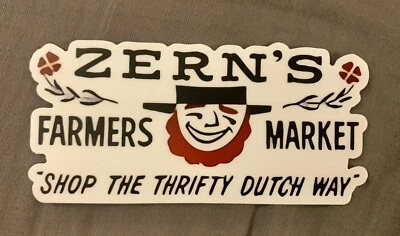 ZERN'S
FARMERS MARKET
"SHOP THE THRIFTY DUTCH WAY"